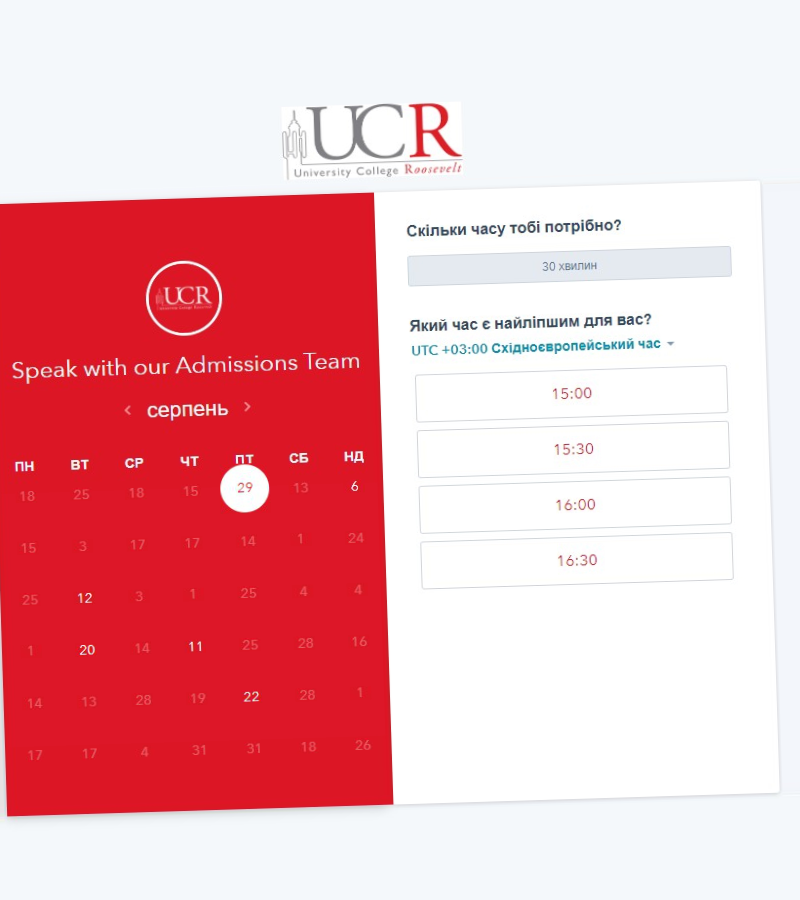 UCR
University College Roosevelt
UCR
Speak with our Admissions Team
серпень
ПН ВТ СР ЧТ ПТ СБ НД
18 25 18 15 29 13 6
15 3 17 17 14 1 24
25 12 3 1 25 4 4
1 20 14 11 25 28 16
14 13 28 19 22 28 1
17 17 4 31 31 18 26
Скільки часу тобі потрібно?
30 хвилин
Який час є найліпшим для вас?
UTC +03:00 Східноєвропейський час
15:00
15:30
16:00
16:30